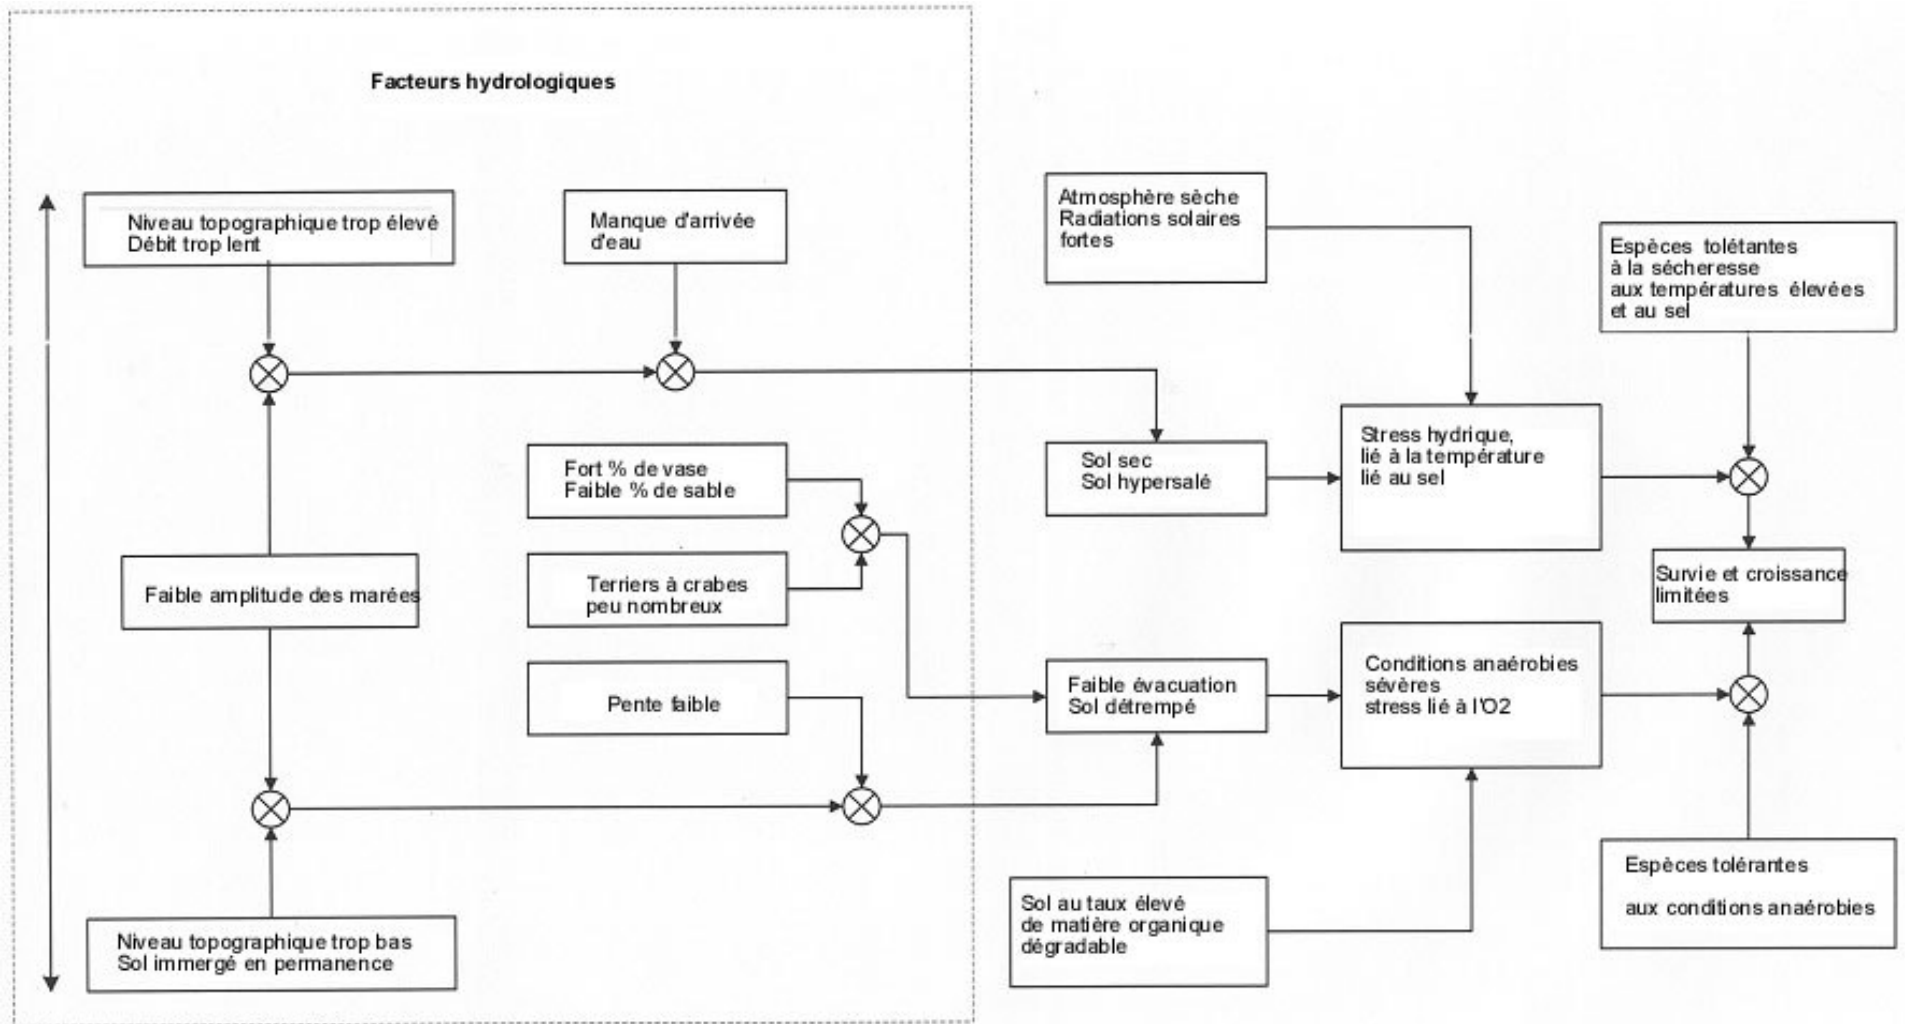 Facteurs hydrologiques
Niveau topographique trop élevé
Débit trop lent
Manque d'arrivée
d'eau
Atmosphère sèche
Radiations solaires
fortes
Espèces tolétantes
à la sécheresse
aux températures élevées
et au sel
Fort % de vase
Faible % de sable
Sol sec
Sol hypersalé
Stress hydrique,
lié à la température
lié au sel
Faible amplitude des marées
Terriers à crabes
peu nombreux
Survie et croissance
limitées
Pente faible
Faible évacuation
Sol détrempé
Conditions anaérobies
sévères
stress lié à l'O2
Niveau topographique trop bas
Sol immergé en permanence
Sol au taux élevé
de matière organique
dégradable
Espèces tolérantes
aux conditions anaérobies